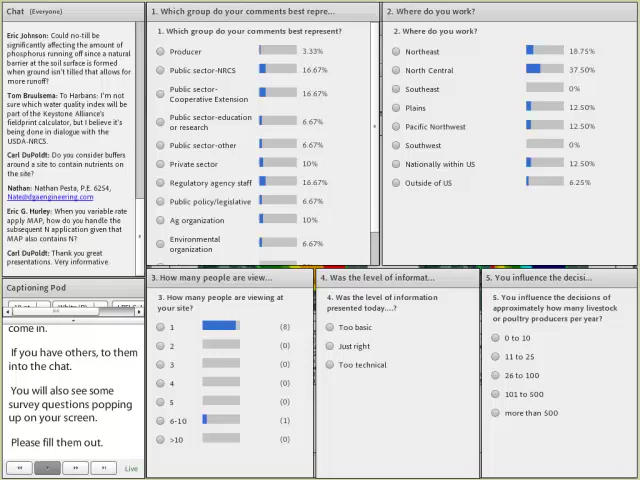 Chat (Everyone)
Eric Johnson: Could no-till be
significantly affecting the amount of
phosphorus running off since a natural
barrier at the soil surface is formed
when ground isn't tilled that allows for
more runoff?
Tom Bruulsema: To Harbans: I'm not
sure which water quality index will be
part of the Keystone Alliance's
fieldprint calculator, but I believe it's
being done in dialogue with the
USDA-NRCS.
Carl DuPoldt: Do you consider buffers
around a site to contain nutrients on
the site?
Nathan: Nathan Pesta, P.E. 6254,
Nate@dgaengineering.com
Eric G. Hurley: When you variable rate
apply MAP, how do you handle the
subsequent N application given that
MAP also contains N?
Carl DuPoldt: Thank you great
presentations. Very informative
Captioning Pod
come in.
If you have others, to them
into the chat.
You will also see some
survey questions popping
up on your screen.
Please fill them out.
Live
1. Which group do your comments best repre...
1. Which group do your comments best represent?
Producer 3.33%
Public sector-NRCS 16.67%
Public sector-
Cooperative Extension 16.67%
Public sector-education
or research 6.67%
Public sector-other 6.67%
Private sector 10%
Regulatory agency staff 16.67%
Public policy/legislative 6.67%
Ag organization 10%
Environmental
organization 6.67%
2. Where do you work?
2. Where do you work?
Northeast 18.75%
North Central 37.50%
Southeast 0%
Plains 12.50%
Pacific Northwest 12.50%
Southwest 0%
Nationally within US 12.50%
Outside of US 6.25%
3. How many people are view...
3. How many people are viewing at
your site?
1 (8)
2 (0)
3 (0)
4 (0)
5 (0)
6-10 (1)
>10 (0)
4. Was the level of informat...
4. Was the level of information
presented today....?
Too basic
Just right
Too technical
5. You influence the decisi...
5. You influence the decisions of
approximately how many livestock
or poultry producers per year?
0 to 10
11 to 25
26 to 100
101 to 500
more than 500